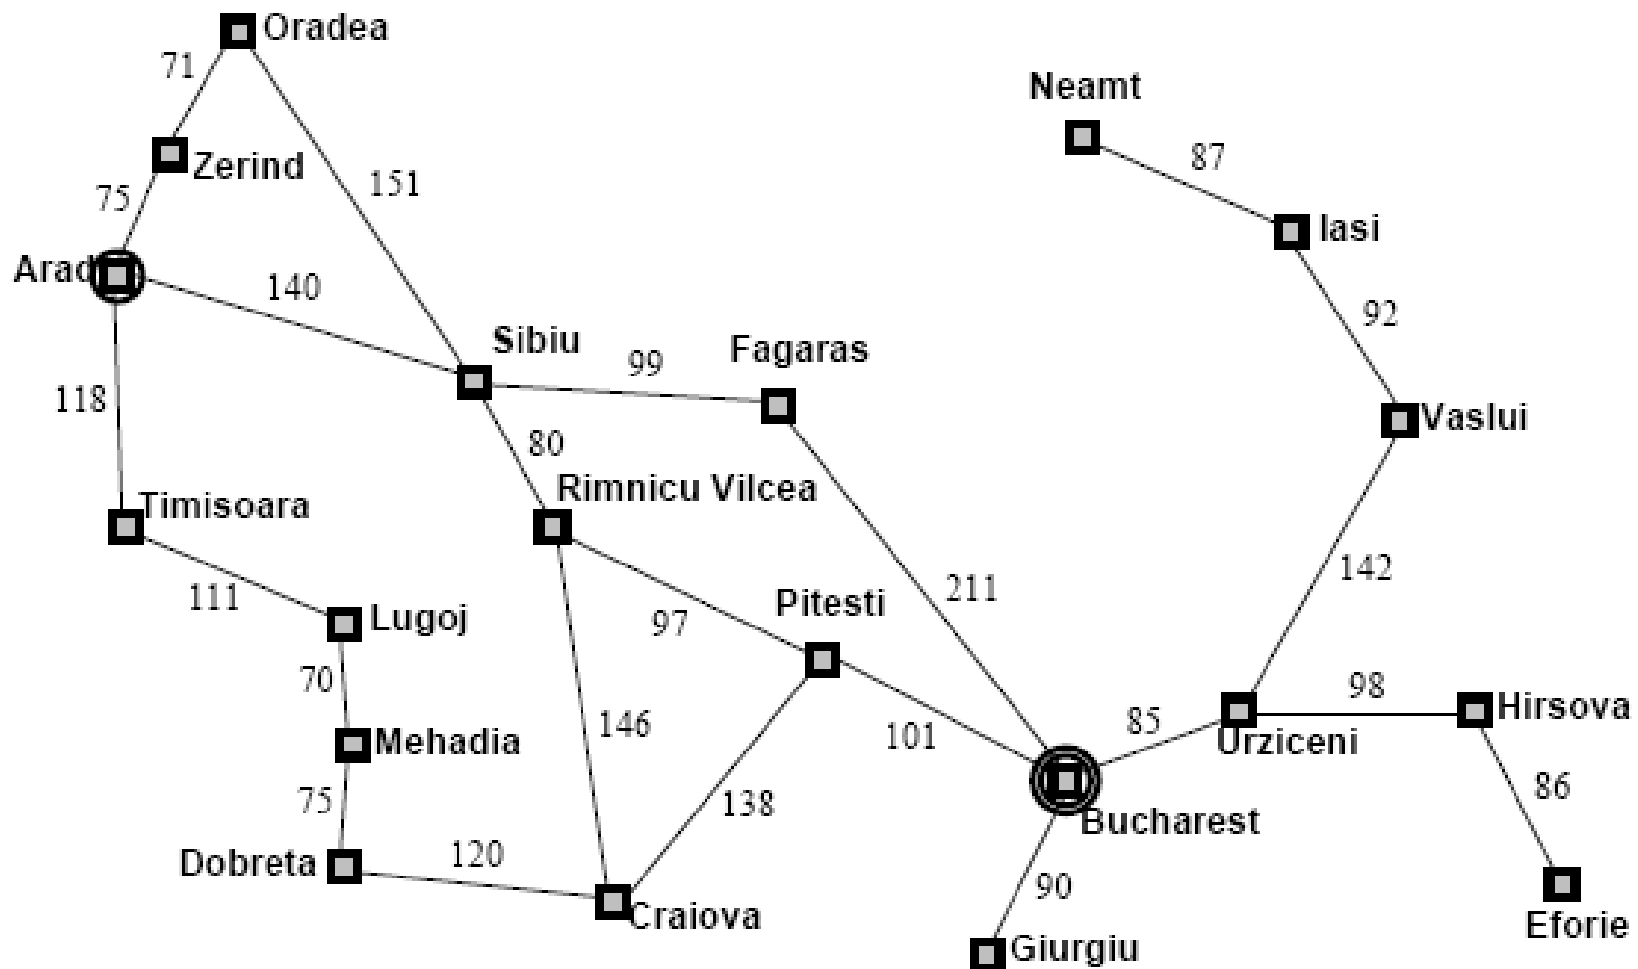 Oradea
71
Neamt
87
Zerind
151
75
Iasi
Arad
140
92
Sibiu
99
Fagaras
118
Vaslui
80
Rimnicu Vilcea
Timisoara
142
111
211
Pitesti
Lugoj
97
70
98
Hirsova
146
101
85
Urziceni
Mehadia
86
75
138
Bucharest
120
Dobreta
90
Craiova
Eforie
Giurgiu